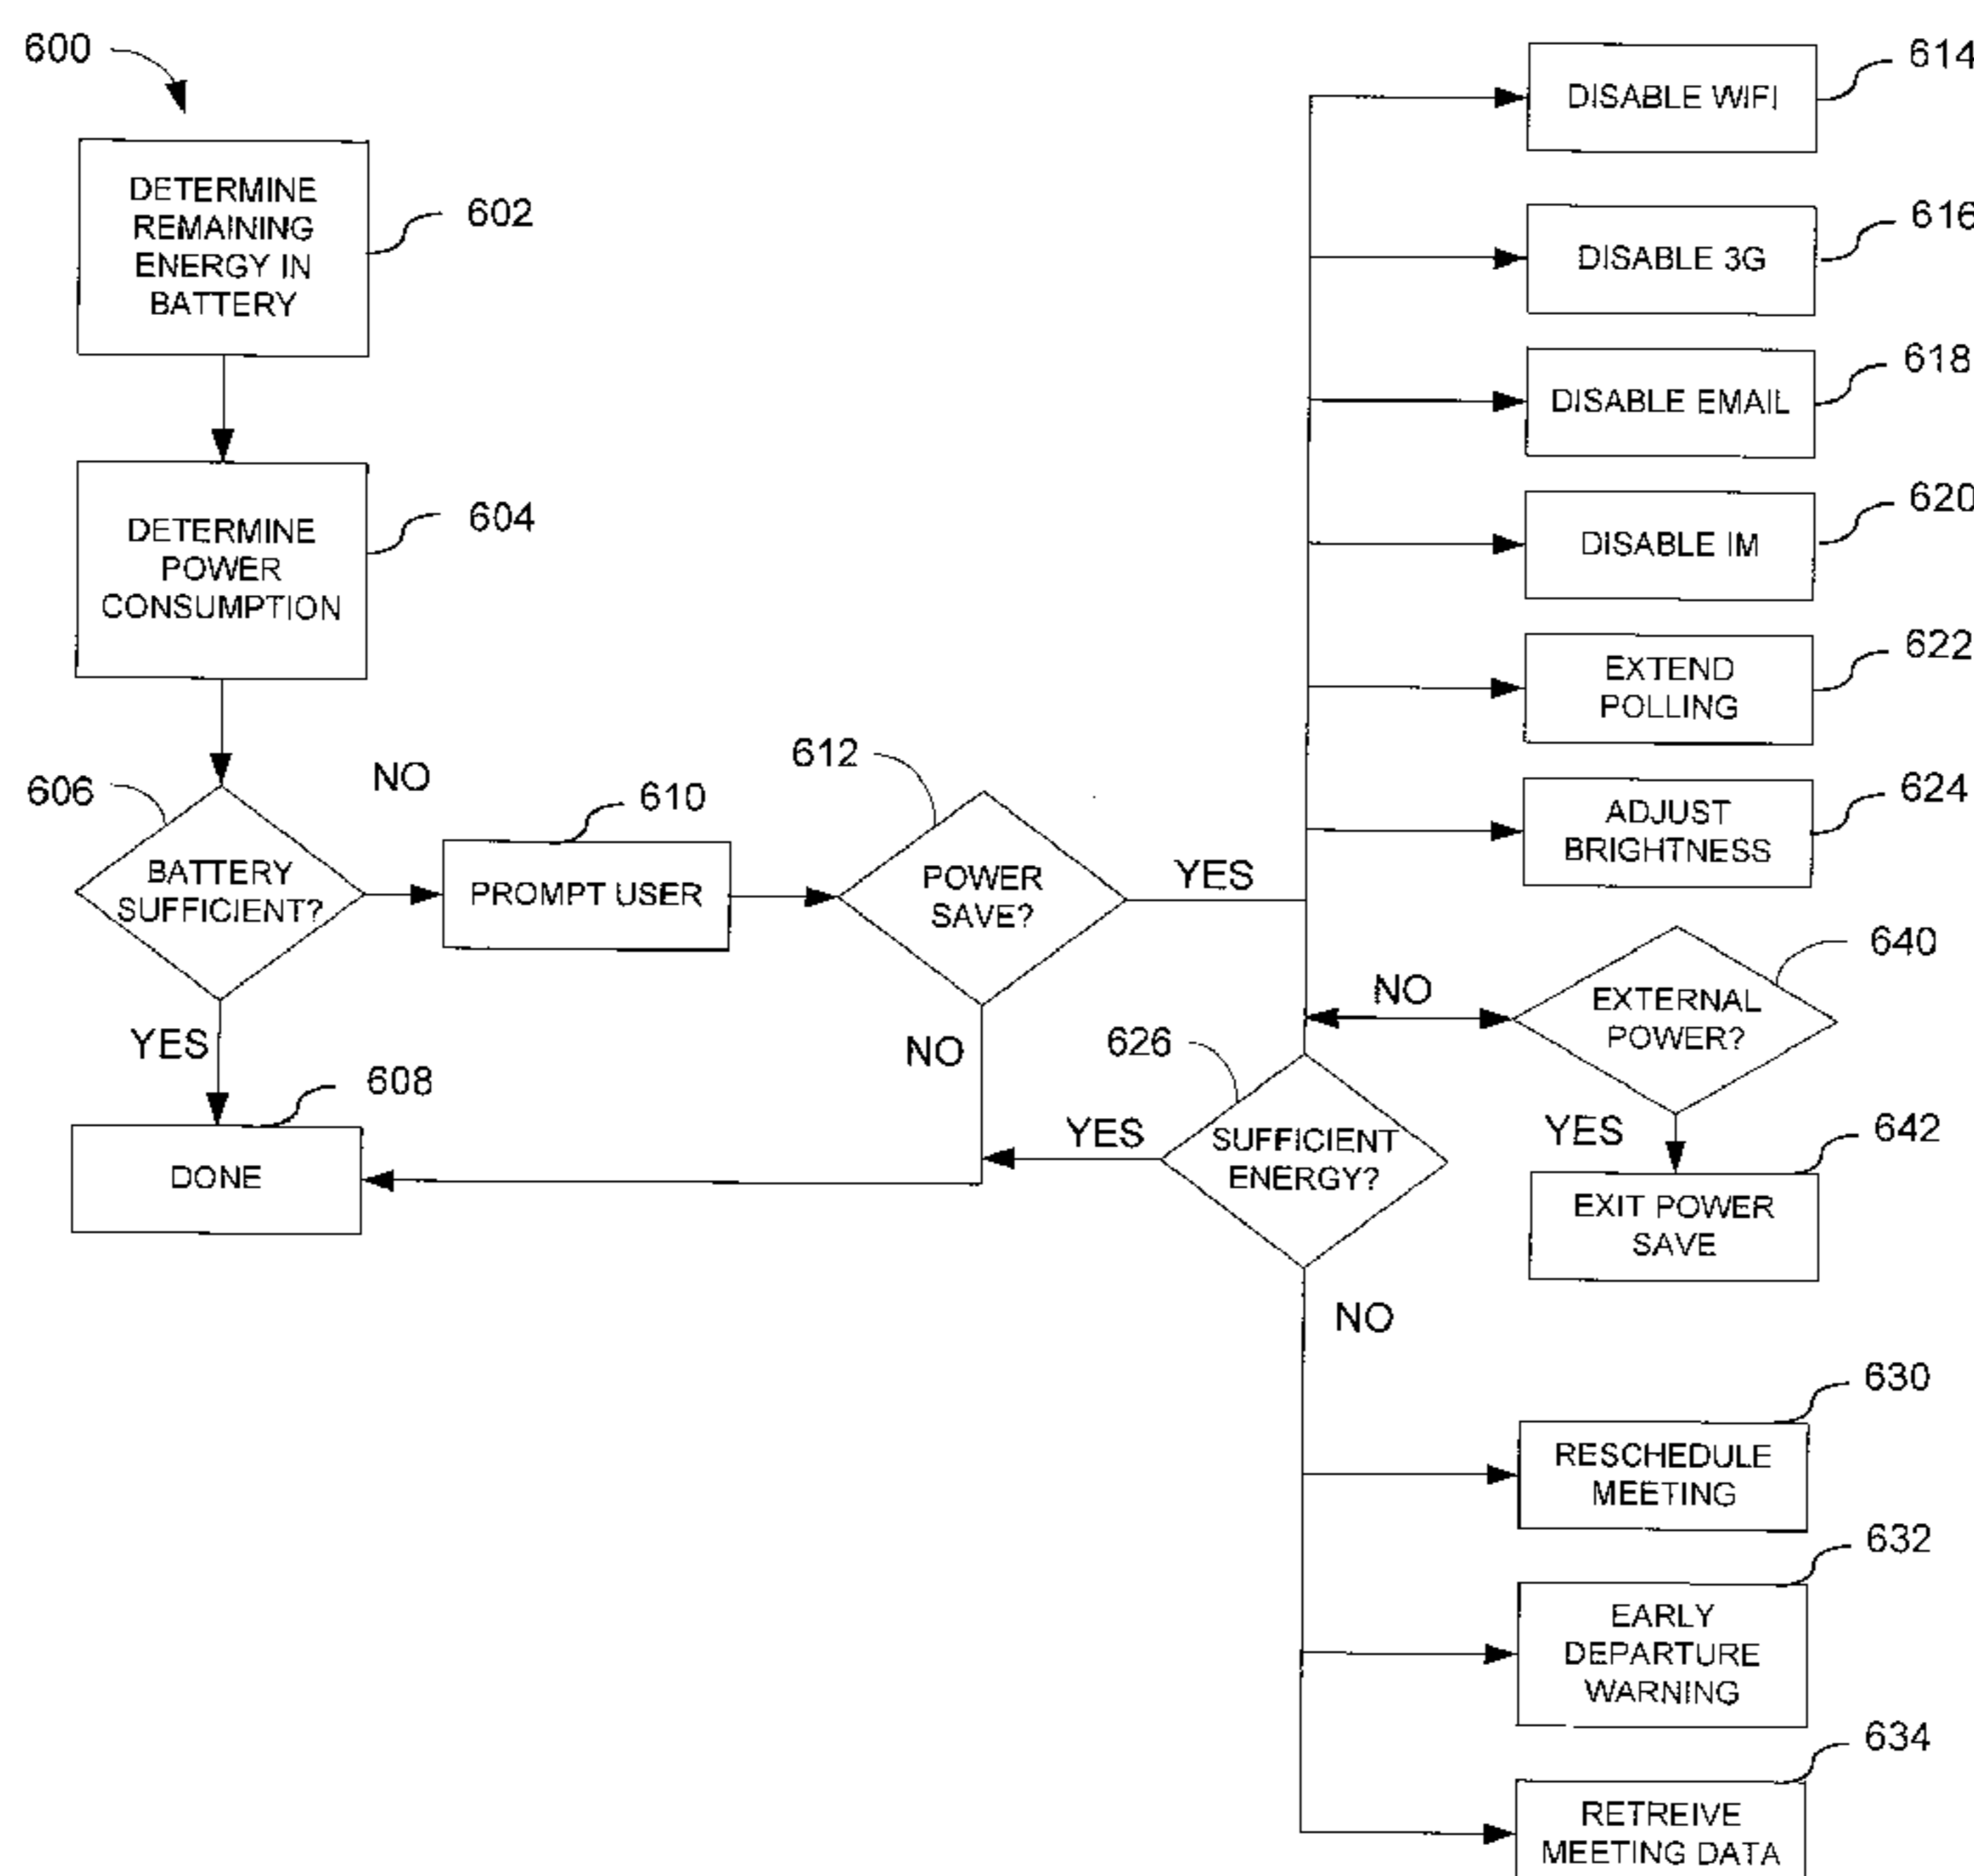 600
DETERMINE
REMAINING
ENERGY IN
BATTERY
602
DETERMINE
POWER
CONSUMPTION
604
606
BATTERY
SUFFICIENT?
NO
YES
608
DONE
610
PROMPT USER
612
POWER
SAVE?
YES
NO
614
DISABLE WIFI
616
DISABLE 3G
618
DISABLE EMAIL
620
DISABLE IM
622
EXTEND
POLLING
624
ADJUST
BRIGHTNESS
640
EXTERNAL
POWER?
NO
YES
642
EXIT POWER
SAVE
626
SUFFICIENT
ENERGY?
YES
NO
630
RESCHEDULE
MEETING
632
EARLY
DEPARTURE
WARNING
634
RETREIVE
MEETING DATA